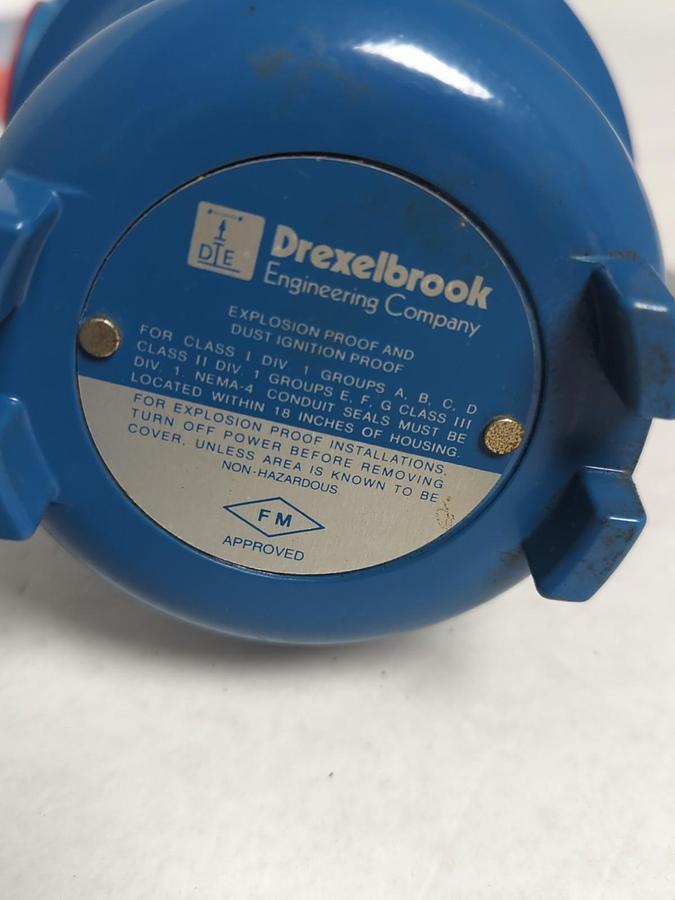 DTE
Drexelbrook
Engineering Company
EXPLOSION PROOF AND
DUST IGNITION PROOF
FOR CLASS I DIV. 1 GROUPS A, B, C, D
CLASS II DIV. 1 GROUPS E, F, G CLASS III
DIV. 1. NEMA-4 CONDUIT SEALS MUST BE
LOCATED WITHIN 18 INCHES OF HOUSING.
FOR EXPLOSION PROOF INSTALLATIONS,
TURN OFF POWER BEFORE REMOVING
COVER, UNLESS AREA IS KNOWN TO BE
NON-HAZARDOUS.
FM
APPROVED